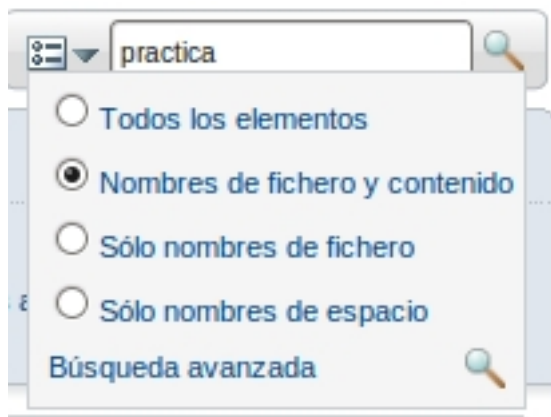 practica
Todos los elementos
Nombres de fichero y contenido
Sólo nombres de fichero
Sólo nombres de espacio
Búsqueda avanzada